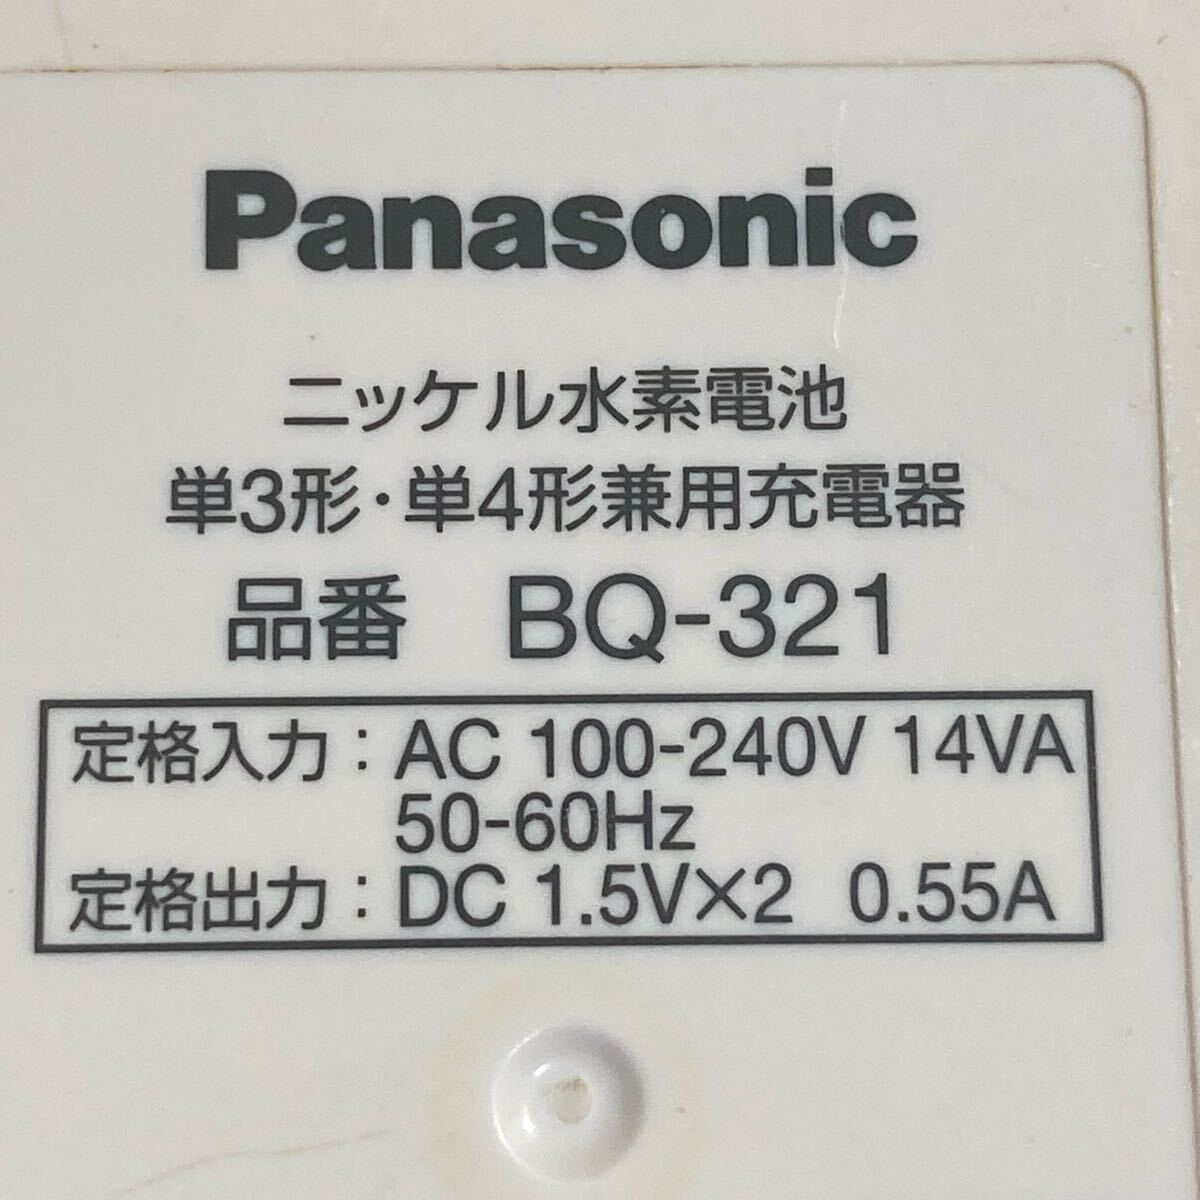 Panasonic
ニッケル水素電池
単3形・単4形兼用充電器
品番 BQ-321
定格入力：AC 100-240V 14VA
50-60Hz
定格出力：DC 1.5V×2 0.55A